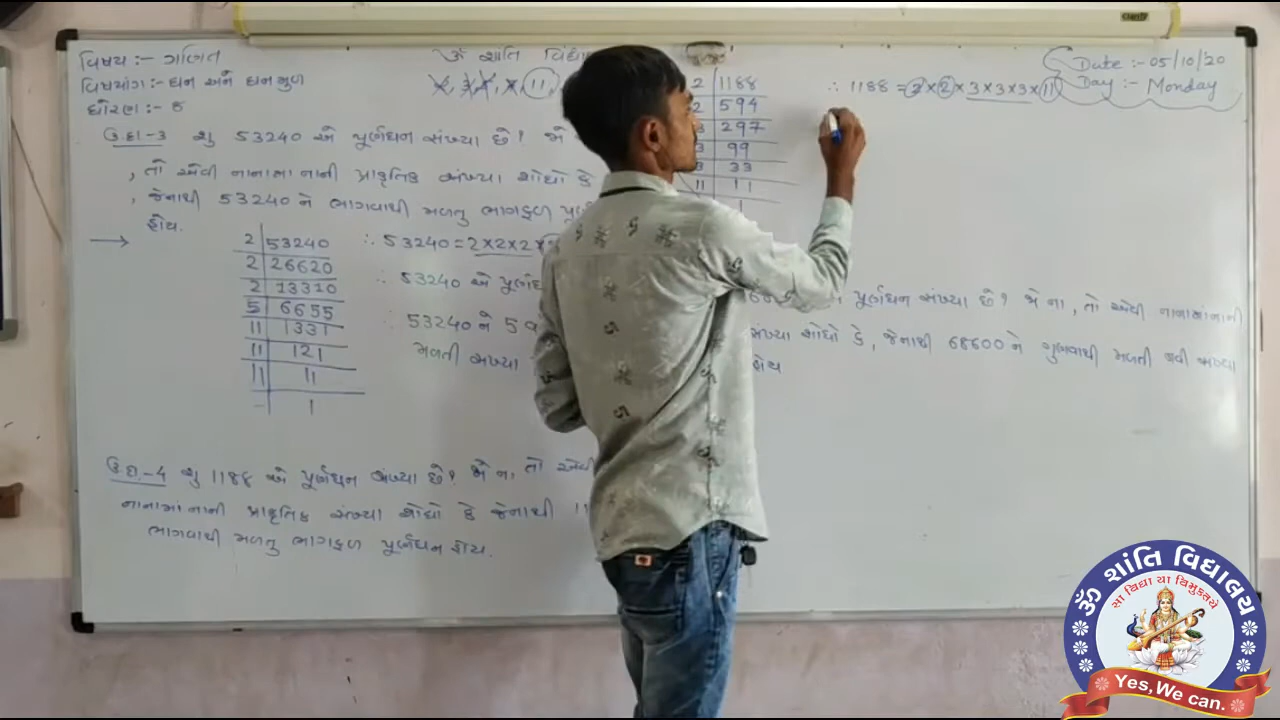 વિષય :- ગણિત
ૐ શાંતિ
Date :- 05/10/20
વિષયાંગ :- ઘન અને ઘનમુળ
Day :- Monday
ધોરણ :- 8
11
ઉદા-3 શુ 53240 એ પૂર્ણઘન સંખ્યા છે? જો
, તો એવી નાનામાનાની પ્રાકૃતિક સંખ્યા શોધો કે
, જેનાથી 53240 ને ભાગવાથી મળતુ ભાગફળ
હોય.
2 53240
2 26620
2 13310
5 6655
11 1331
11 121
11 11
1
∴ 53240 = 2×2×2×
∴ 53240 એ
∴ 53240 ને 5
મળતી સંખ્યા
ઉદા.-4 શુ 1188 એ પૂર્ણઘન સંખ્યા છે? જો ના, તો એવી
નાનામાંનાની પ્રાકૃતિક સંખ્યા શોધો કે જેનાથી 11
ભાગવાથી મળતુ ભાગફળ પૂર્ણઘન હોય.
2 1188
2 594
3 297
3 99
3 33
11 11
1
∴ 1188 = 2×2×3×3×3×11
પૂર્ણઘન સંખ્યા છે? જો ના, તો એવી નાનામાંનાની
શોધો કે, જેનાથી 68600 ને ગુણવાથી મળતી નવી સંખ્યા
હોય
ૐ શાંતિ વિદ્યાલય
સા વિદ્યા યા વિમુક્તયે
Yes, We can.